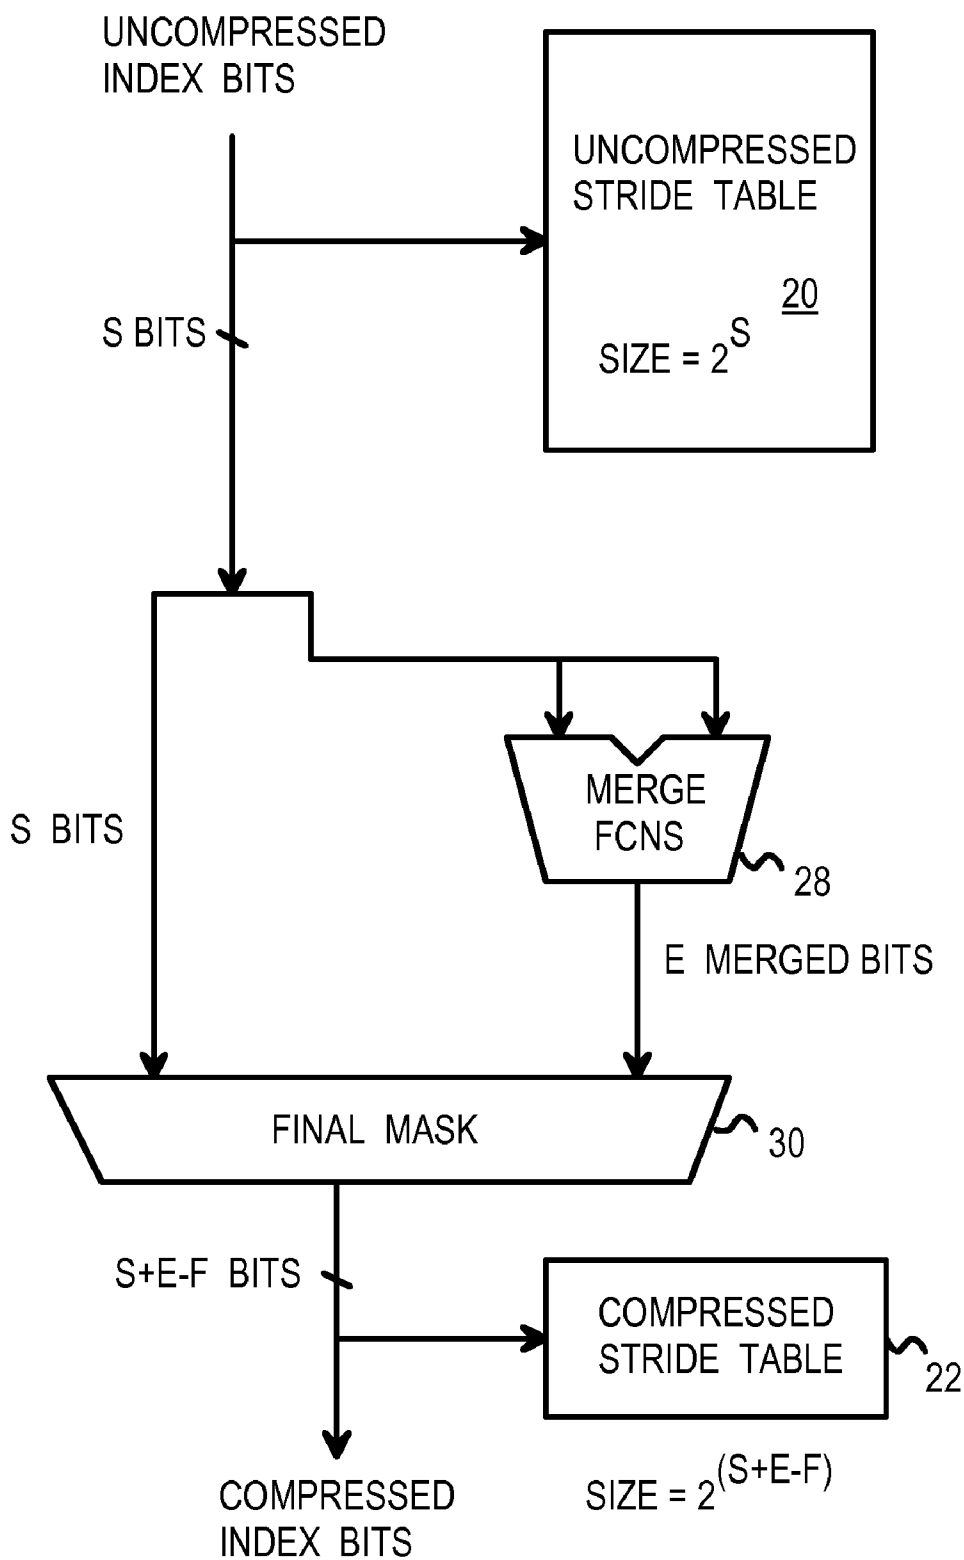 UNCOMPRESSED
INDEX BITS
UNCOMPRESSED
STRIDE TABLE
20
SIZE = 2^S
S BITS
S BITS
MERGE
FCNS
28
E MERGED BITS
FINAL MASK
30
S+E-F BITS
COMPRESSED
STRIDE TABLE
22
SIZE = 2^(S+E-F)
COMPRESSED
INDEX BITS